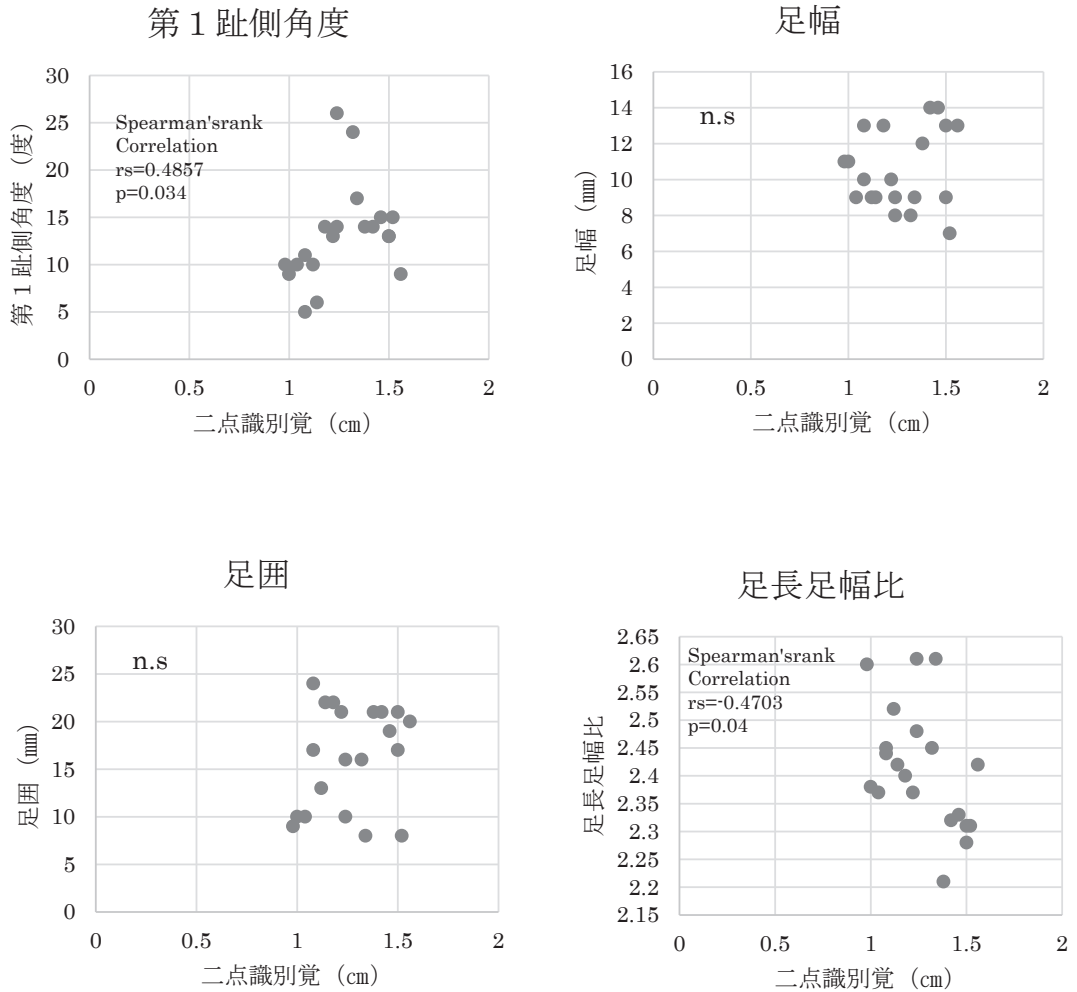 第1趾側角度
30
25
20
15
10
5
0
第1趾側角度(度)
Spearman'srank
Correlation
rs=0.4857
p=0.034
0 0.5 1 1.5 2
二点識別覚 (㎝)
足幅
16
14
12
10
8
6
4
2
0
足幅 (㎜)
n.s
0 0.5 1 1.5 2
二点識別覚 (㎝)
足囲
30
25
20
15
10
5
0
足囲 (㎜)
n.s
0 0.5 1 1.5 2
二点識別覚 (㎝)
足長足幅比
2.65
2.6
2.55
2.5
2.45
2.4
2.35
2.3
2.25
2.2
2.15
足長足幅比
Spearman'srank
Correlation
rs=-0.4703
p=0.04
0 0.5 1 1.5 2
二点識別覚 (㎝)